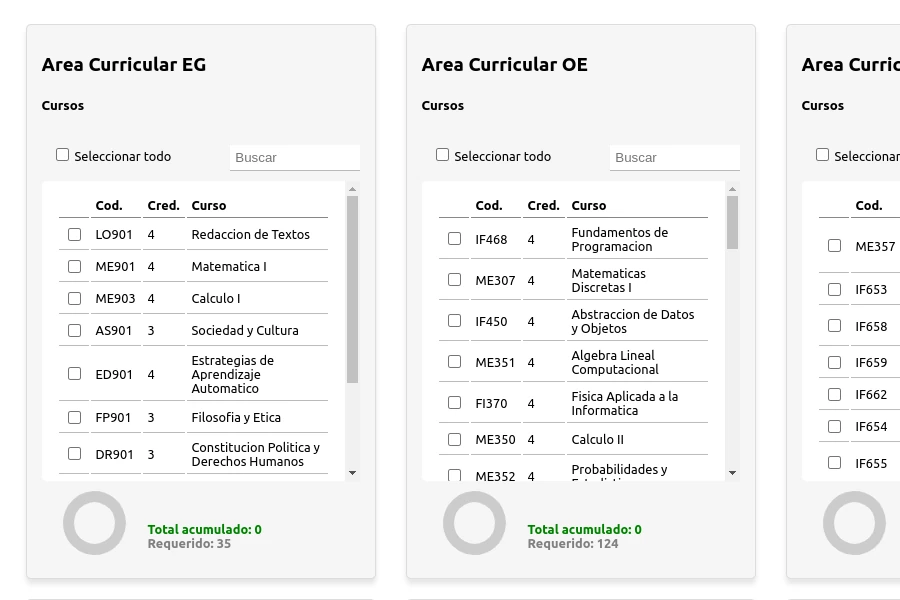 Area Curricular EG
Cursos
Seleccionar todo
Buscar
Cod. Cred. Curso
LO901 4 Redaccion de Textos
ME901 4 Matematica I
ME903 4 Calculo I
AS901 3 Sociedad y Cultura
ED901 4 Estrategias de
Aprendizaje
Automatico
FP901 3 Filosofia y Etica
DR901 3 Constitucion Politica y
Derechos Humanos
Total acumulado: 0
Requerido: 35
Area Curricular OE
Cursos
Seleccionar todo
Buscar
Cod. Cred. Curso
IF468 4 Fundamentos de
Programacion
ME307 4 Matematicas
Discretas I
IF450 4 Abstraccion de Datos
y Objetos
ME351 4 Algebra Lineal
Computacional
FI370 4 Fisica Aplicada a la
Informatica
ME350 4 Calculo II
ME352 4 Probabilidades y
Total acumulado: 0
Requerido: 124
Area Curric
Cursos
Seleccionar
Cod.
ME357
IF653
IF658
IF659
IF662
IF654
IF655